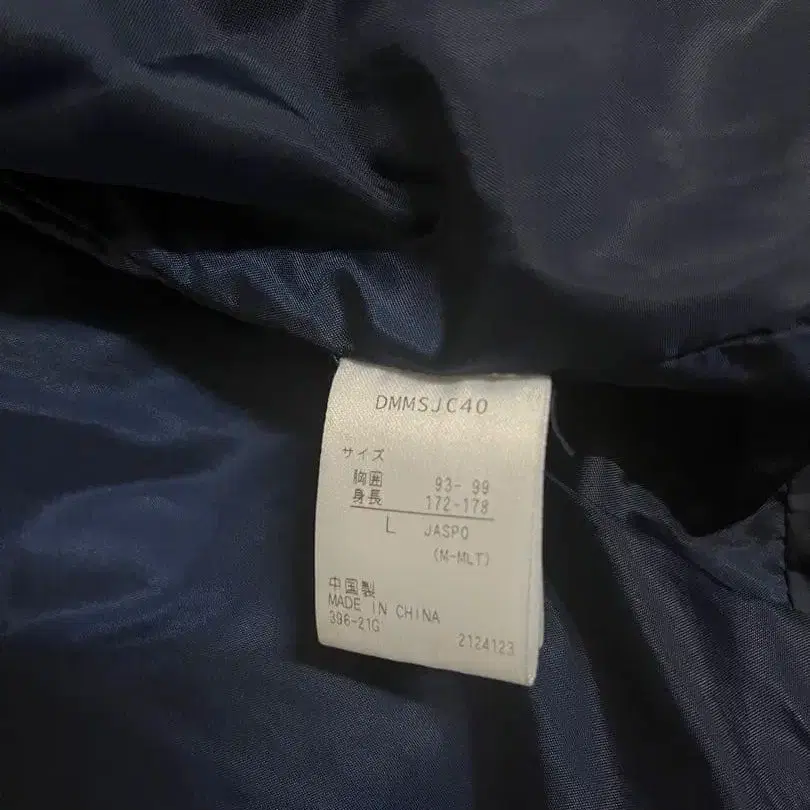 DMMSJC40
サイズ
胸囲 93-99
身長 172-178
L JASPO
(M-MLT)
中国製
MADE IN CHINA
396-21G
2124123